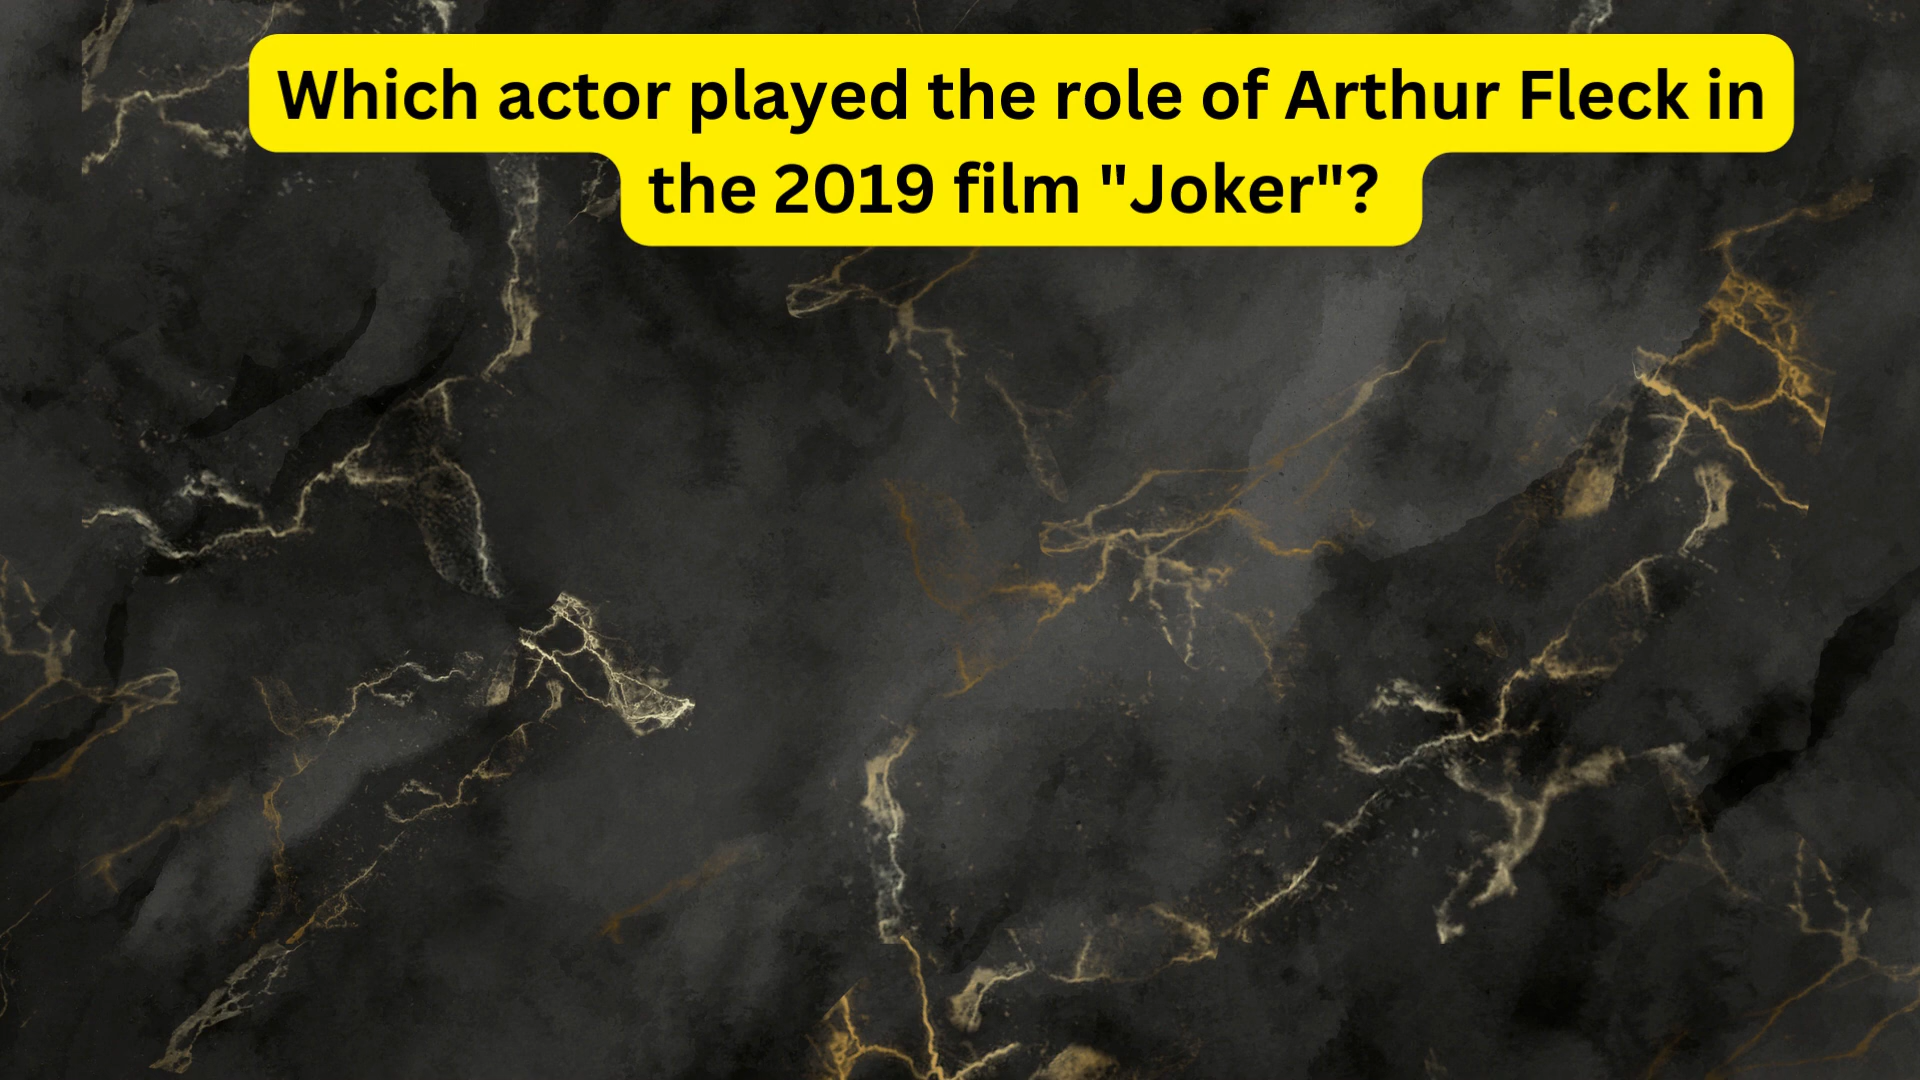 Which actor played the role of Arthur Fleck in
the 2019 film "Joker"?